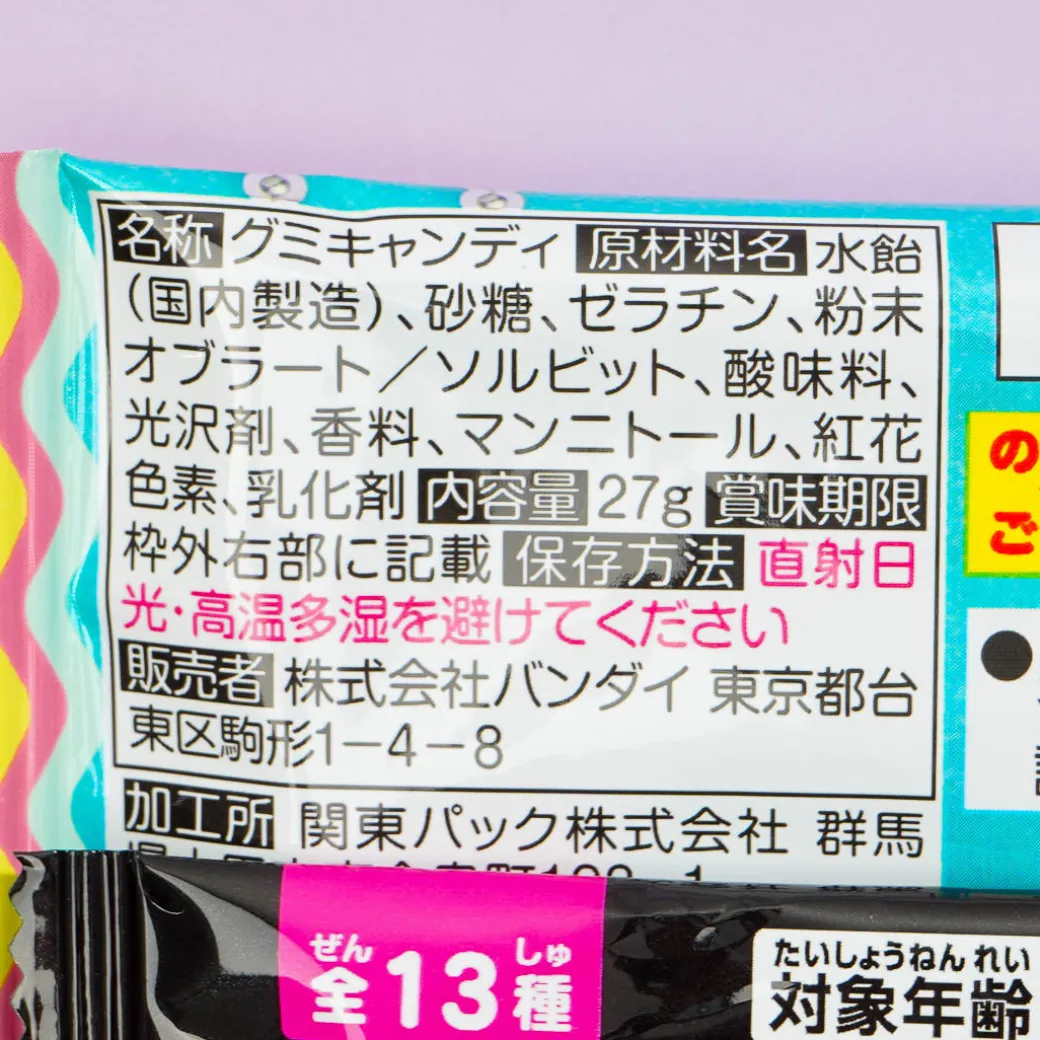 名称 グミキャンディ 原材料名 水飴
（国内製造）、砂糖、ゼラチン、粉末
オブラート／ソルビット、酸味料、
光沢剤、香料、マンニトール、紅花
色素、乳化剤 内容量 27g 賞味期限
枠外右部に記載 保存方法 直射日
光・高温多湿を避けてください
販売者 株式会社バンダイ 東京都台
東区駒形1－4－8
加工所 関東パック株式会社 群馬
の
ご
●
ぜん しゅ
全13種
たいしょうねんれい
対象年齢